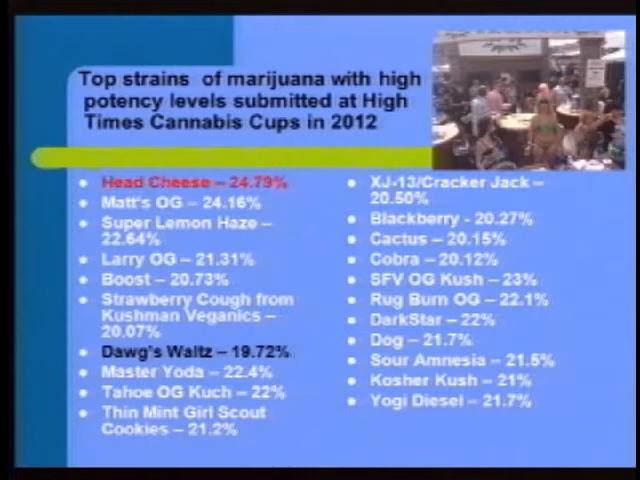 Top strains of marijuana with high
potency levels submitted at High
Times Cannabis Cups in 2012
Head Cheese – 24.79%
Matt's OG – 24.16%
Super Lemon Haze –
22.64%
Larry OG – 21.31%
Boost – 20.73%
Strawberry Cough from
Kushman Veganics –
20.07%
Dawg's Waltz – 19.72%
Master Yoda – 22.4%
Tahoe OG Kuch – 22%
Thin Mint Girl Scout
Cookies – 21.2%
XJ-13/Cracker Jack –
20.50%
Blackberry - 20.27%
Cactus – 20.15%
Cobra – 20.12%
SFV OG Kush – 23%
Rug Burn OG – 22.1%
DarkStar – 22%
Dog – 21.7%
Sour Amnesia – 21.5%
Kosher Kush – 21%
Yogi Diesel – 21.7%